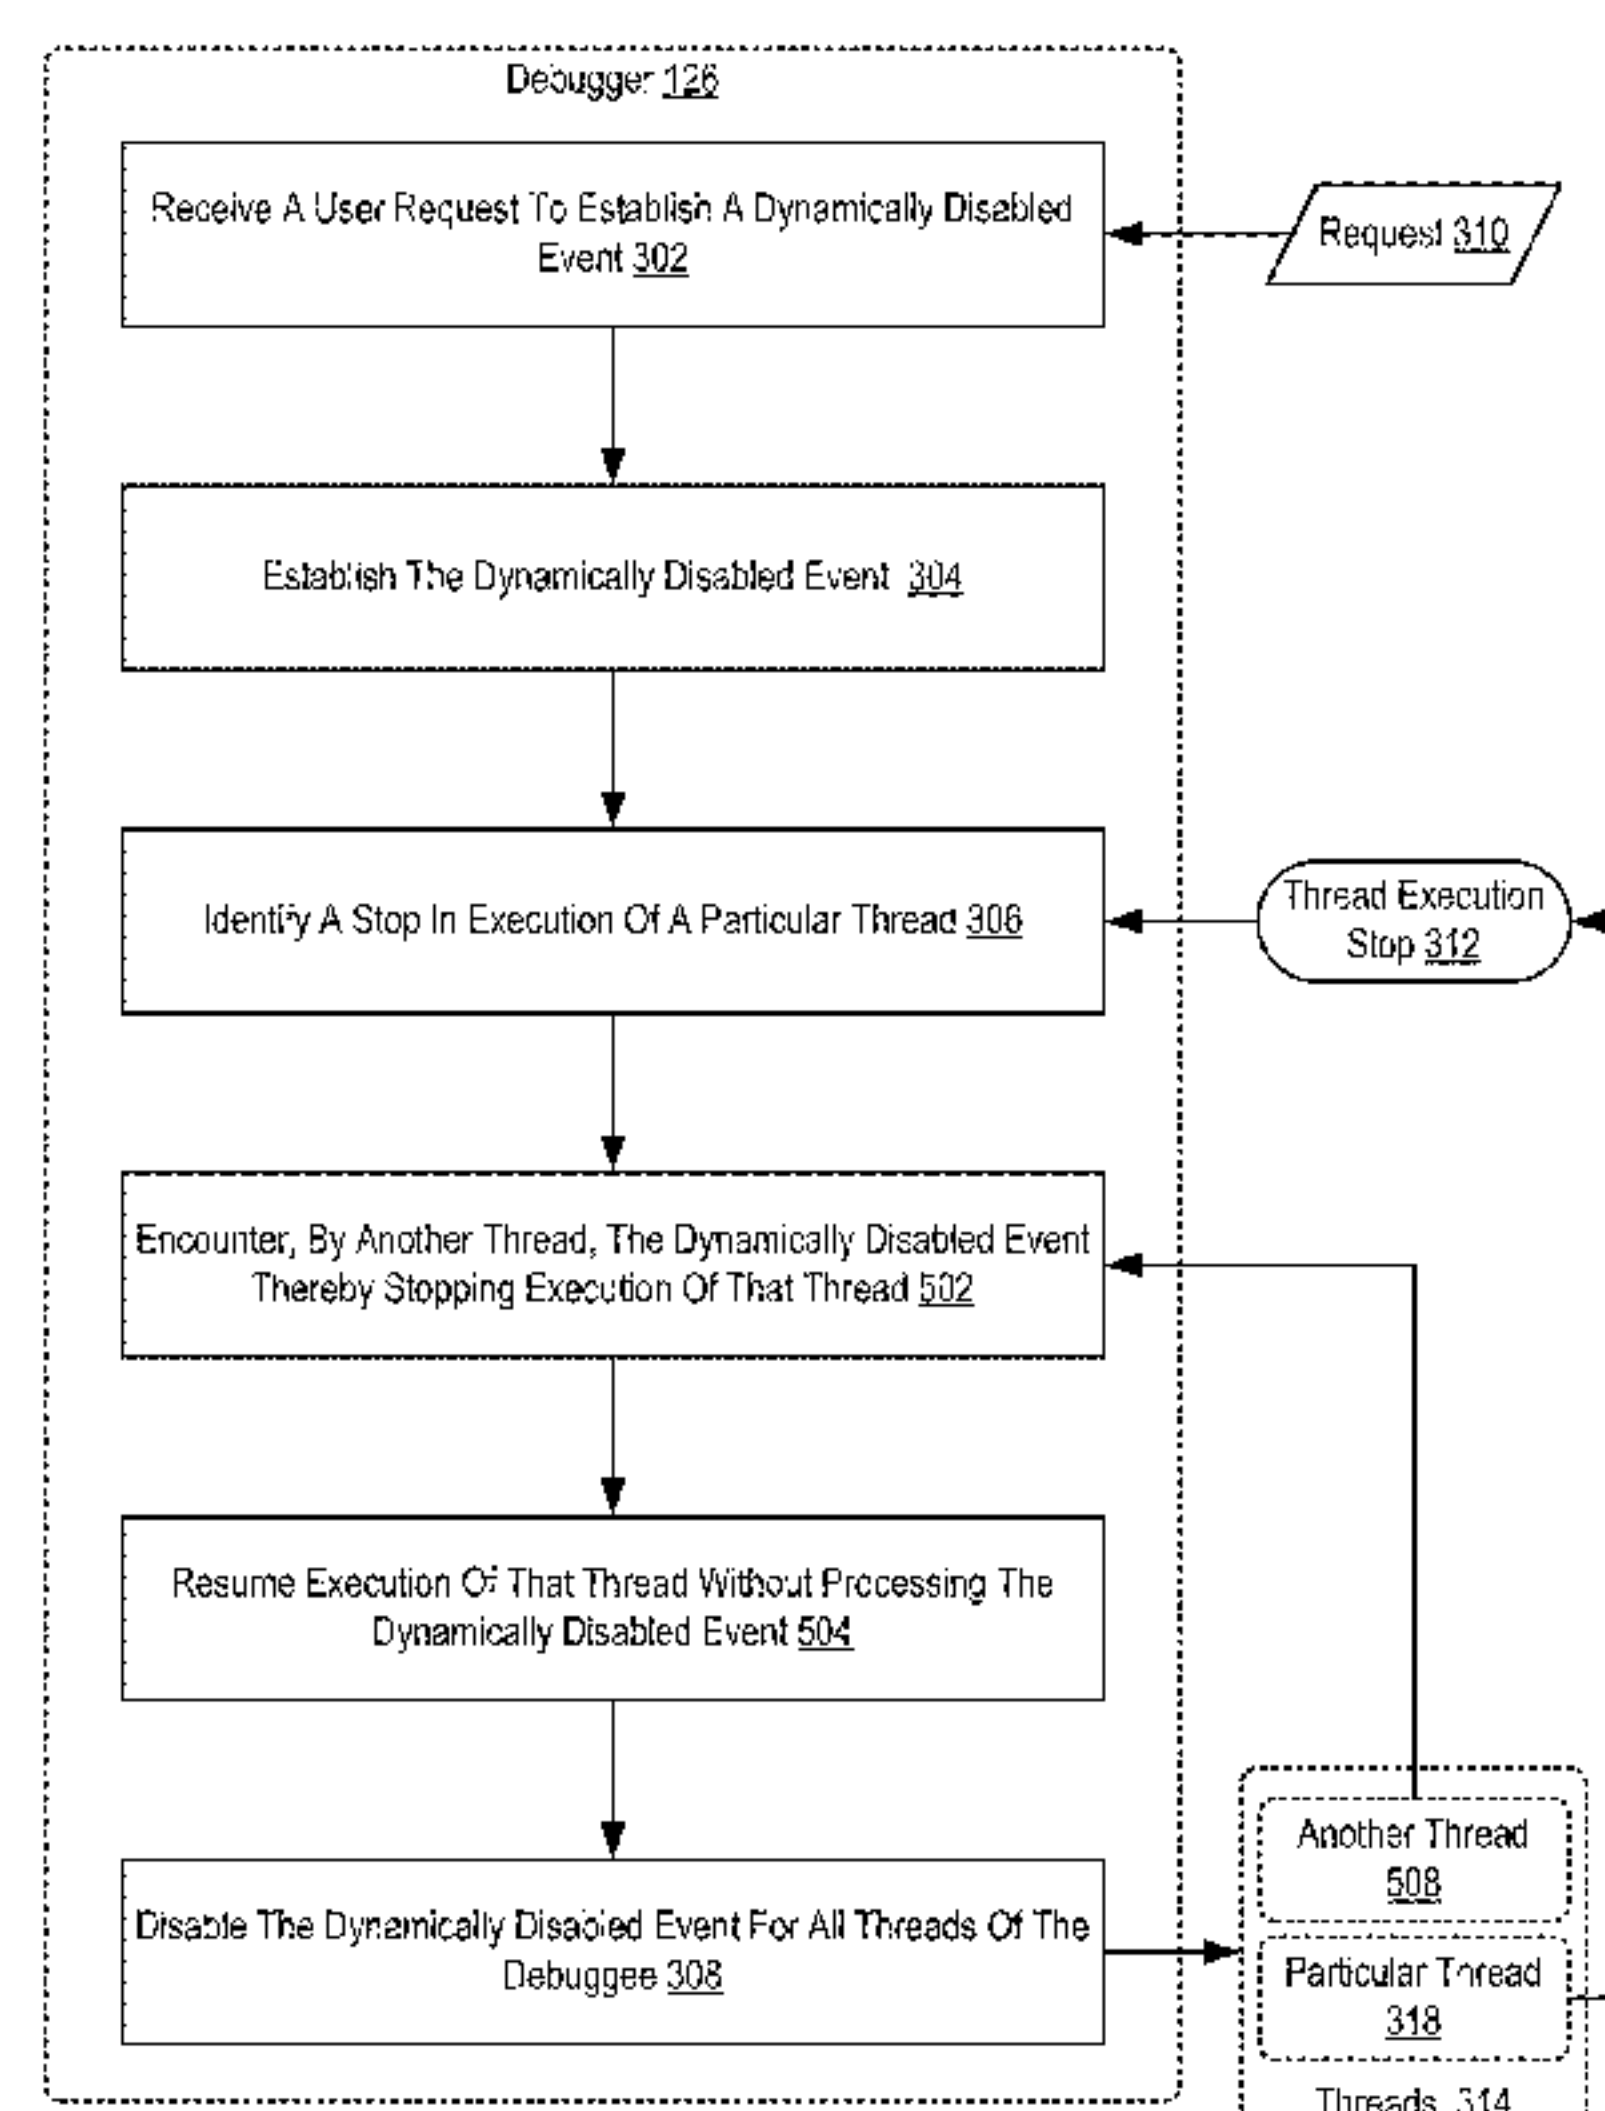 Debugger 126
Receive A User Request To Establish A Dynamically Disabled
Event 302
Request 310
Establish The Dynamically Disabled Event 304
Identify A Stop In Execution Of A Particular Thread 306
Thread Execution
Stop 312
Encounter, By Another Thread, The Dynamically Disabled Event
Thereby Stopping Execution Of That Thread 502
Resume Execution Of That Thread Without Processing The
Dynamically Disabled Event 504
Another Thread
508
Disable The Dynamically Disabled Event For All Threads Of The
Debuggee 308
Particular Thread
318
Threads 314